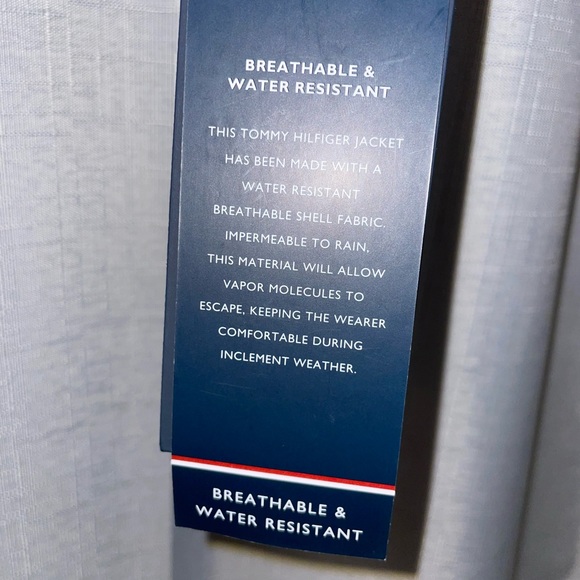 BREATHABLE &
WATER RESISTANT
THIS TOMMY HILFIGER JACKET
HAS BEEN MADE WITH A
WATER RESISTANT
BREATHABLE SHELL FABRIC.
IMPERMEABLE TO RAIN,
THIS MATERIAL WILL ALLOW
VAPOR MOLECULES TO
ESCAPE, KEEPING THE WEARER
COMFORTABLE DURING
INCLEMENT WEATHER.
BREATHABLE &
WATER RESISTANT